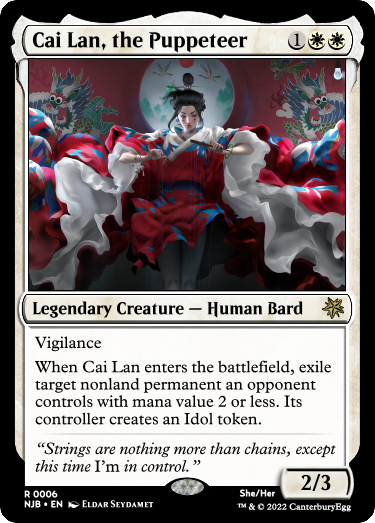 Cai Lan, the Puppeteer 1
Legendary Creature — Human Bard
Vigilance
When Cai Lan enters the battlefield, exile
target nonland permanent an opponent
controls with mana value 2 or less. Its
controller creates an Idol token.
“Strings are nothing more than chains, except
this time I’m in control.”
2/3
R 0006
NJB • EN Eldar Seydamet
She/Her
™ & © 2022 CanterburyEgg